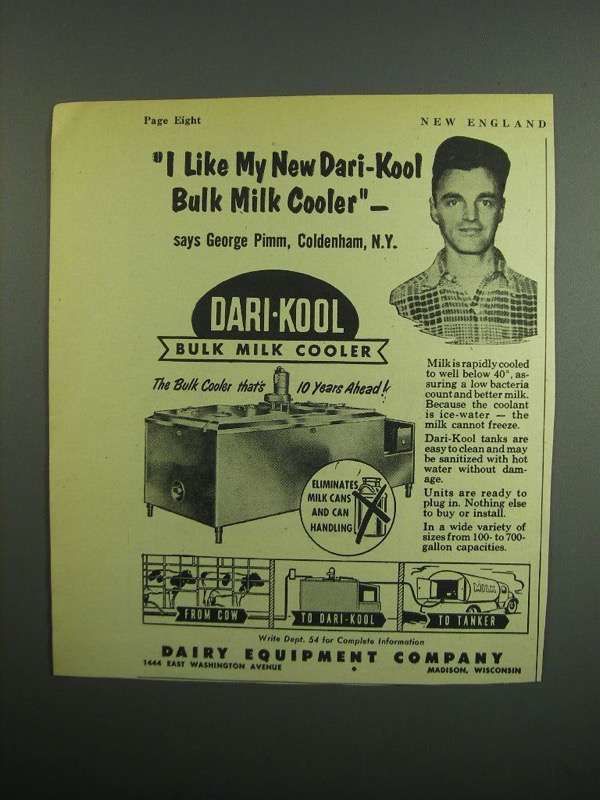 Page Eight
NEW ENGLAND
"I Like My New Dari-Kool
Bulk Milk Cooler"—
says George Pimm, Coldenham, N.Y.
DARI·KOOL
BULK MILK COOLER
The Bulk Cooler that's 10 Years Ahead!
Milk is rapidly cooled
to well below 40°, as-
suring a low bacteria
count and better milk.
Because the coolant
is ice-water — the
milk cannot freeze.
Dari-Kool tanks are
easy to clean and may
be sanitized with hot
water without dam-
age.
Units are ready to
plug in. Nothing else
to buy or install.
In a wide variety of
sizes from 100- to 700-
gallon capacities.
ELIMINATES
MILK CANS
AND CAN
HANDLING
MILK
FROM COW
TO DARI-KOOL
TO TANKER
Write Dept. 54 for Complete Information
DAIRY EQUIPMENT COMPANY
1444 EAST WASHINGTON AVENUE • MADISON, WISCONSIN